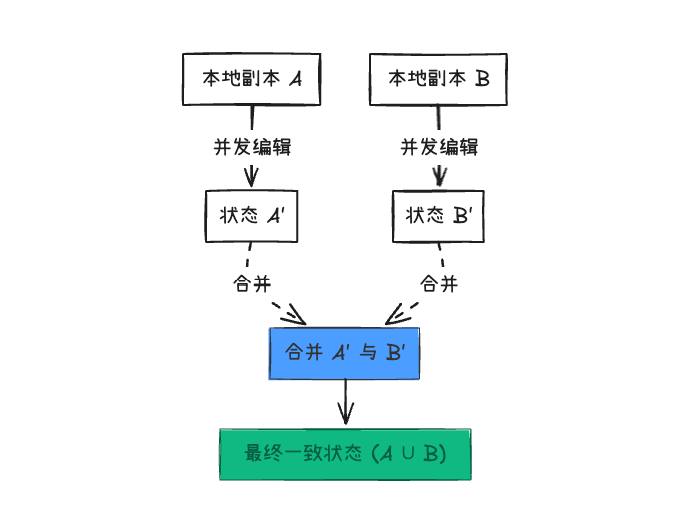 本地副本 A
本地副本 B
并发编辑
并发编辑
状态 A'
状态 B'
合并
合并
合并 A' 与 B'
最终一致状态 (A ∪ B)